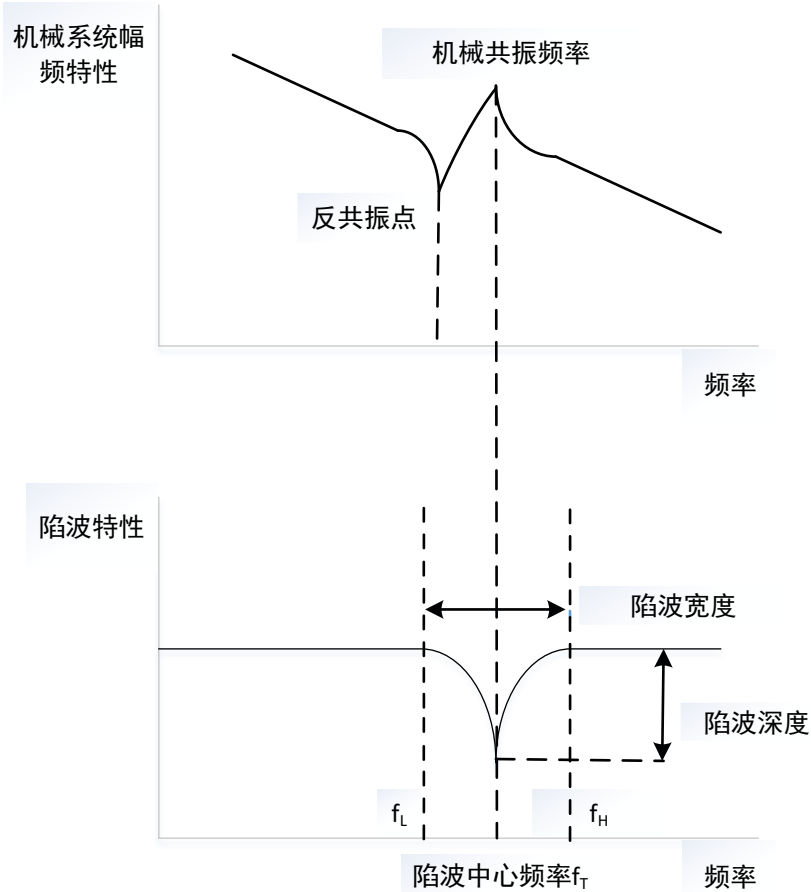 机械系统幅
频特性
机械共振频率
反共振点
频率
陷波特性
陷波宽度
陷波深度
fL
fH
陷波中心频率fT
频率